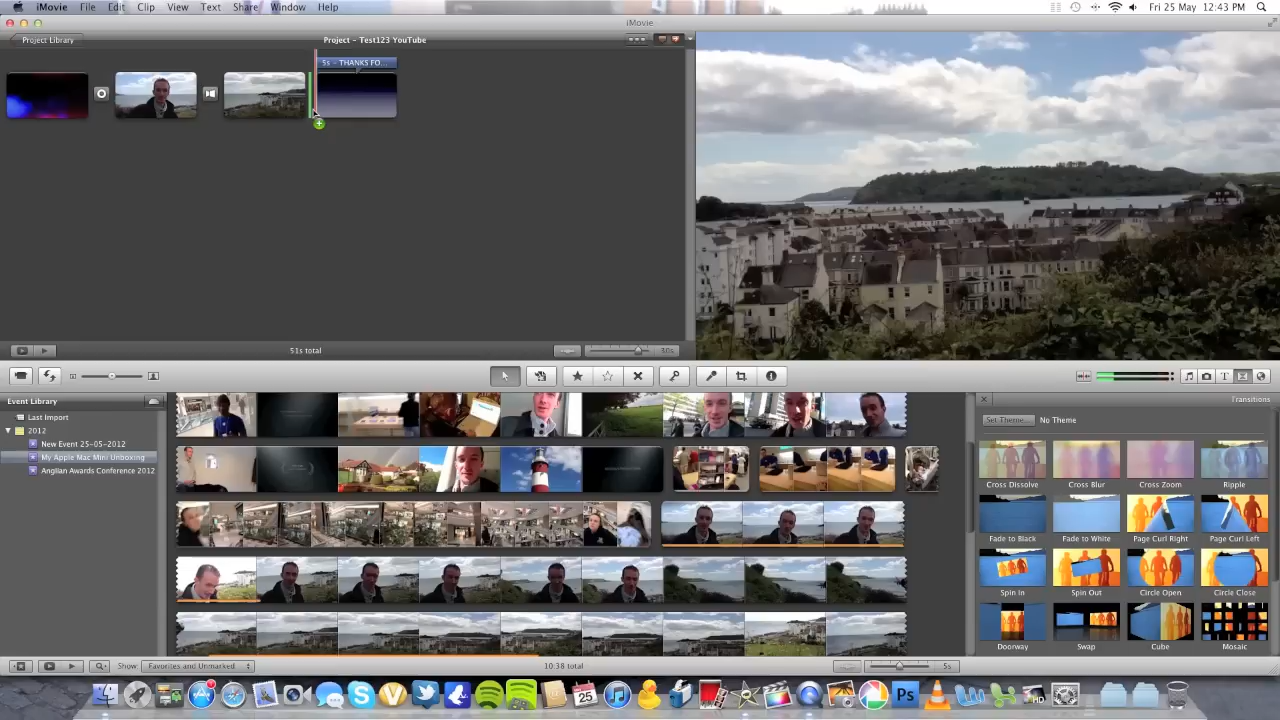 iMovie File Edit Clip View Text Share Window Help
Fri 25 May 12:43 PM
iMovie
Project Library
Project - Test123 YouTube
5s - THANKS FO...
51s total
30s
Event Library
Last Import
2012
New Event 25-05-2012
My Apple Mac Mini Unboxing
Anglian Awards Conference 2012
Transitions
Set Theme...
No Theme
Cross Dissolve
Cross Blur
Cross Zoom
Ripple
Fade to Black
Fade to White
Page Curl Right
Page Curl Left
Spin In
Spin Out
Circle Open
Circle Close
Doorway
Swap
Cube
Mosaic
Show: Favorites and Unmarked
10:38 total
5s
25
Ps
HD